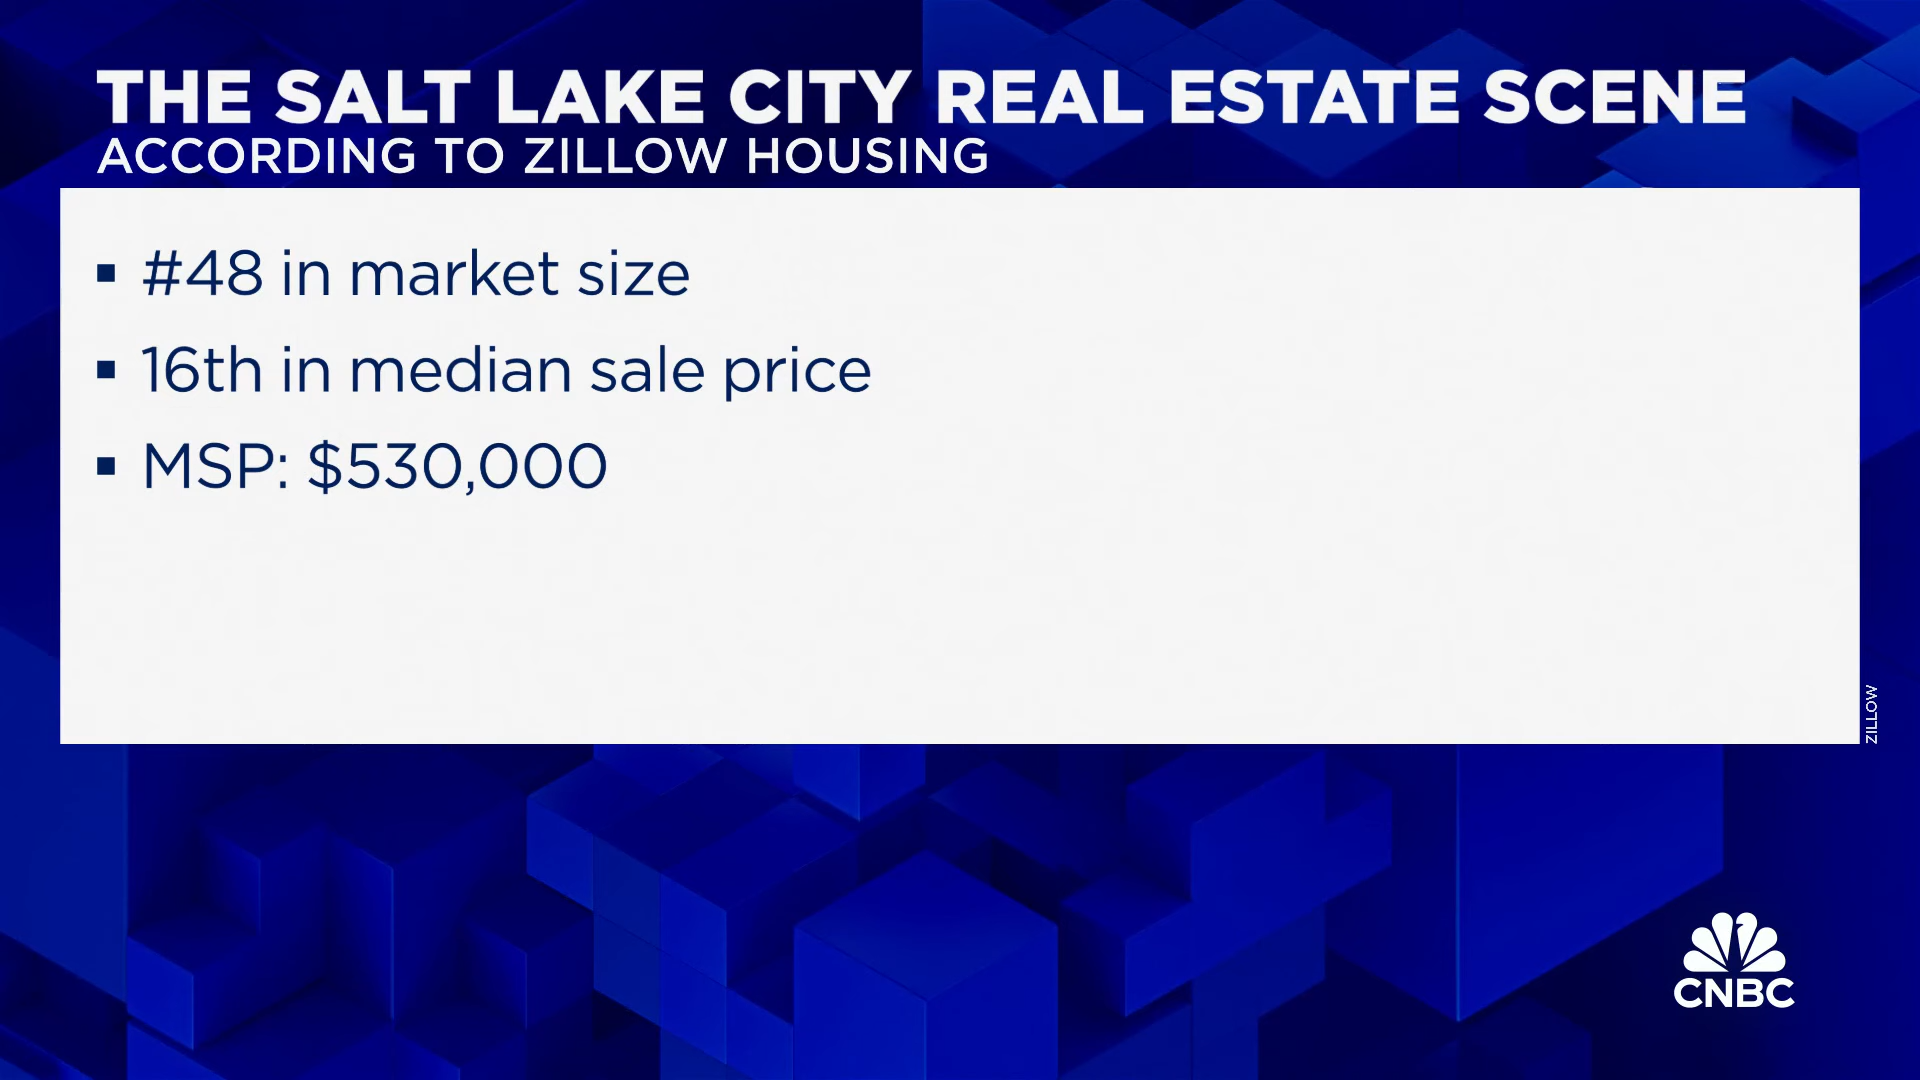 THE SALT LAKE CITY REAL ESTATE SCENE
ACCORDING TO ZILLOW HOUSING
▪ #48 in market size
▪ 16th in median sale price
▪ MSP: $530,000
ZILLOW
CNBC